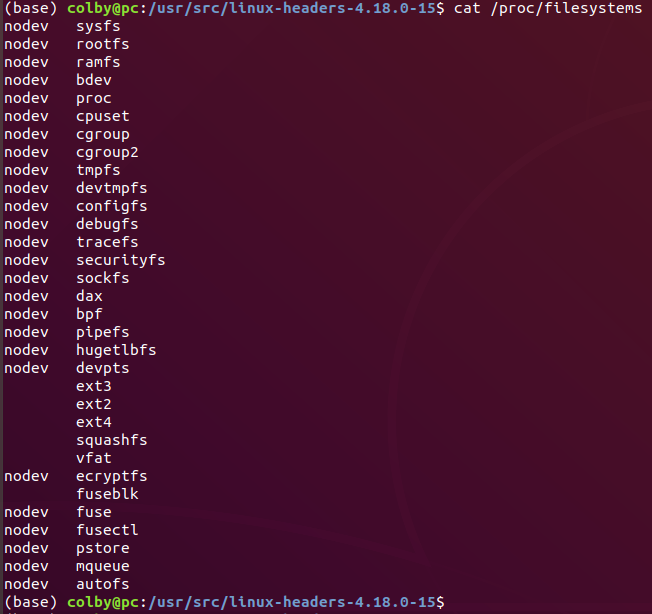 (base) colby@pc:/usr/src/linux-headers-4.18.0-15$ cat /proc/filesystems
nodev	sysfs
nodev	rootfs
nodev	ramfs
nodev	bdev
nodev	proc
nodev	cpuset
nodev	cgroup
nodev	cgroup2
nodev	tmpfs
nodev	devtmpfs
nodev	configfs
nodev	debugfs
nodev	tracefs
nodev	securityfs
nodev	sockfs
nodev	dax
nodev	bpf
nodev	pipefs
nodev	hugetlbfs
nodev	devpts
	ext3
	ext2
	ext4
	squashfs
	vfat
nodev	ecryptfs
	fuseblk
nodev	fuse
nodev	fusectl
nodev	pstore
nodev	mqueue
nodev	autofs
(base) colby@pc:/usr/src/linux-headers-4.18.0-15$